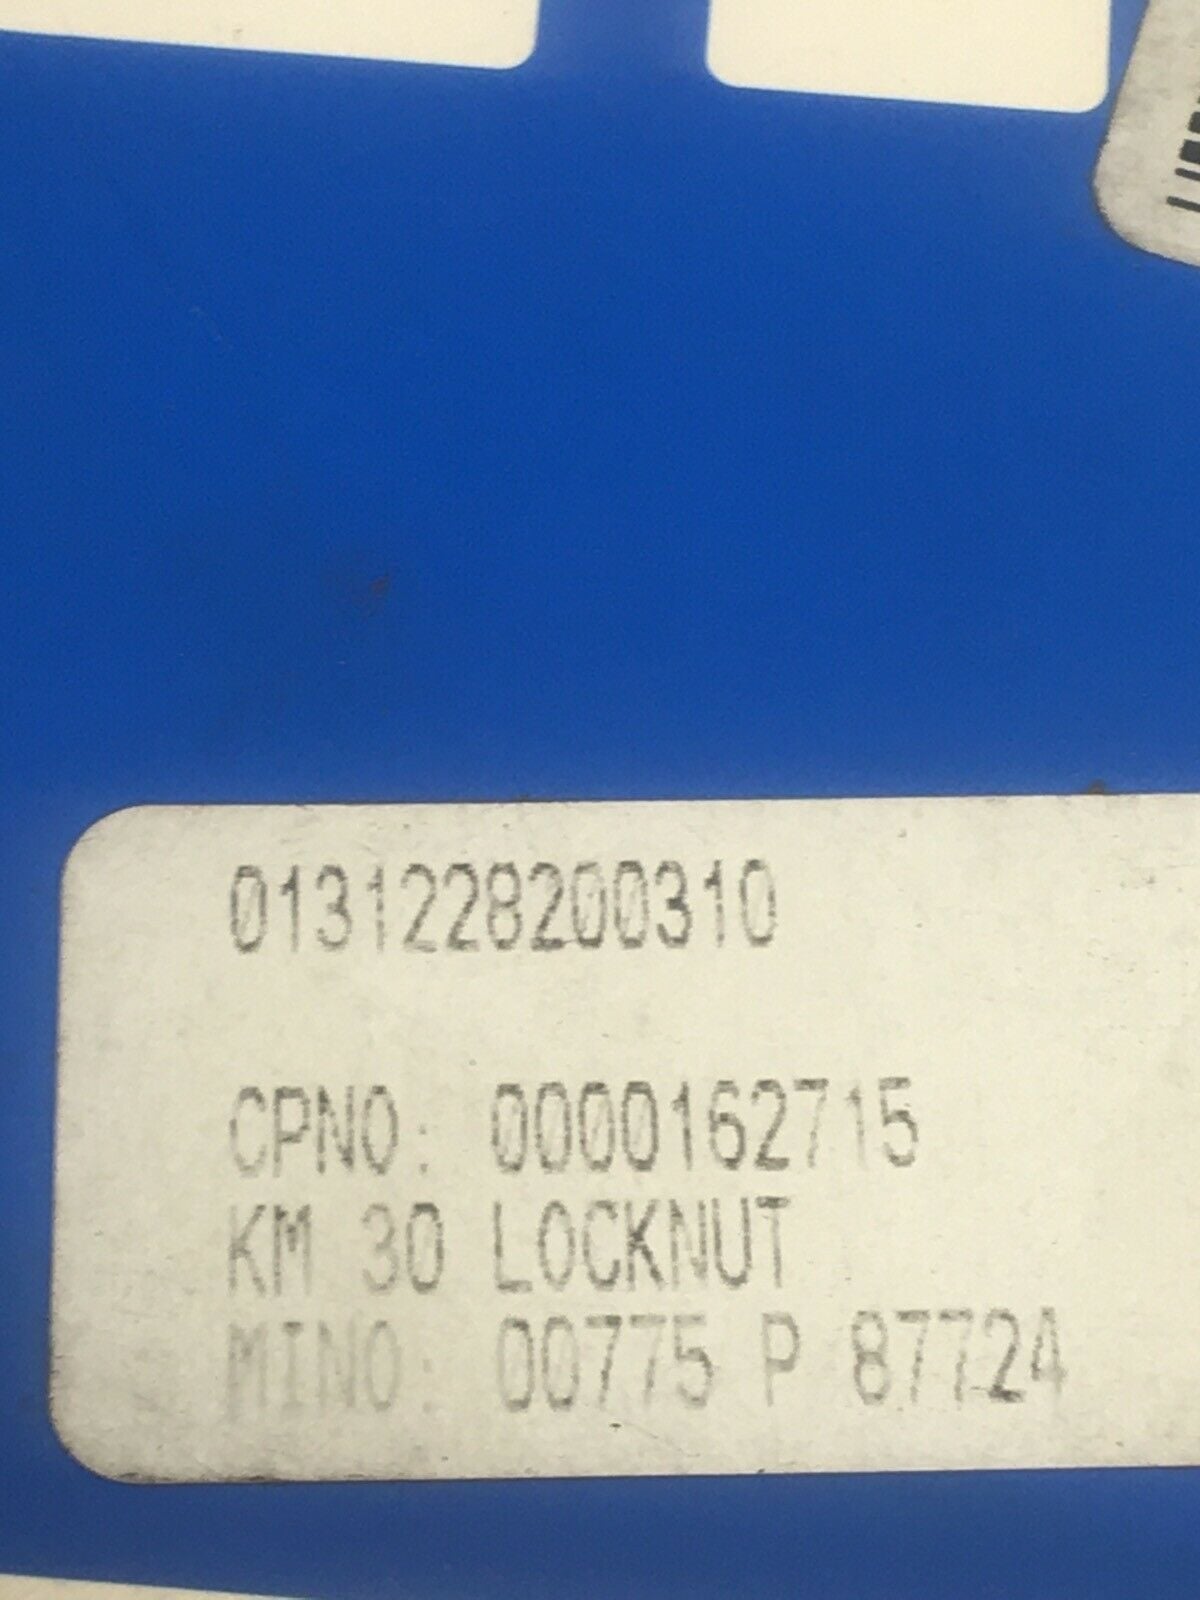 0131228200310
CPNO: 0000162715
KM 30 LOCKNUT
MINO: 00775 P 87724